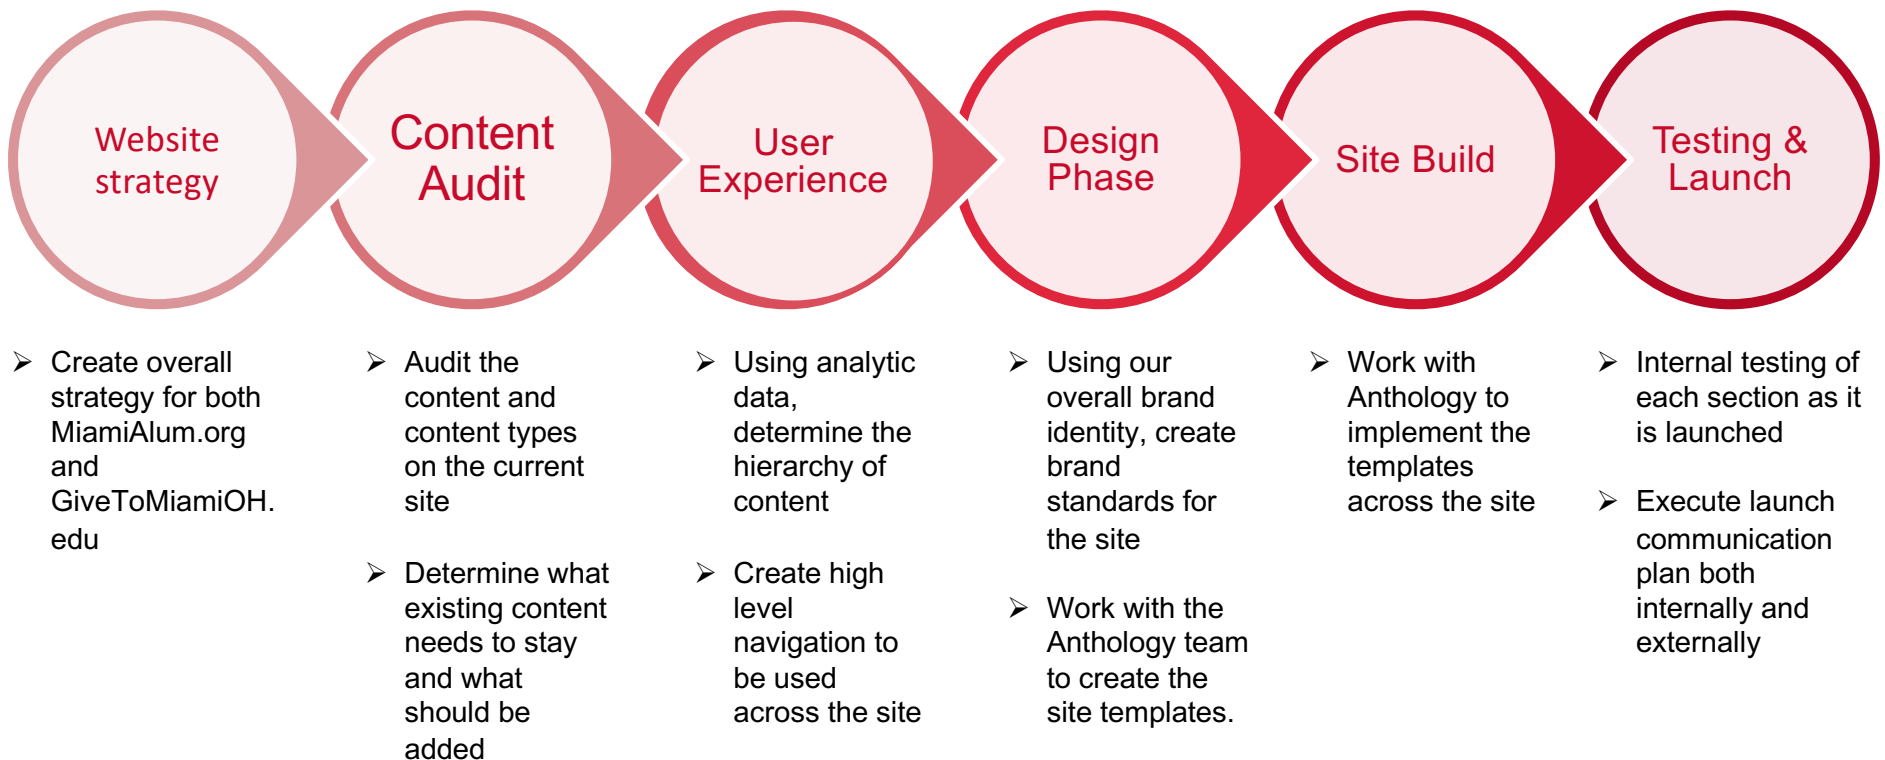 Website
strategy
Content
Audit
User
Experience
Design
Phase
Site Build
Testing &
Launch
➢ Create overall
strategy for both
MiamiAlum.org
and
GiveToMiamiOH.
edu
➢ Audit the
content and
content types
on the current
site
➢ Determine what
existing content
needs to stay
and what
should be
added
➢ Using analytic
data,
determine the
hierarchy of
content
➢ Create high
level
navigation to
be used
across the site
➢ Using our
overall brand
identity, create
brand
standards for
the site
➢ Work with the
Anthology team
to create the
site templates.
➢ Work with
Anthology to
implement the
templates
across the site
➢ Internal testing of
each section as it
is launched
➢ Execute launch
communication
plan both
internally and
externally